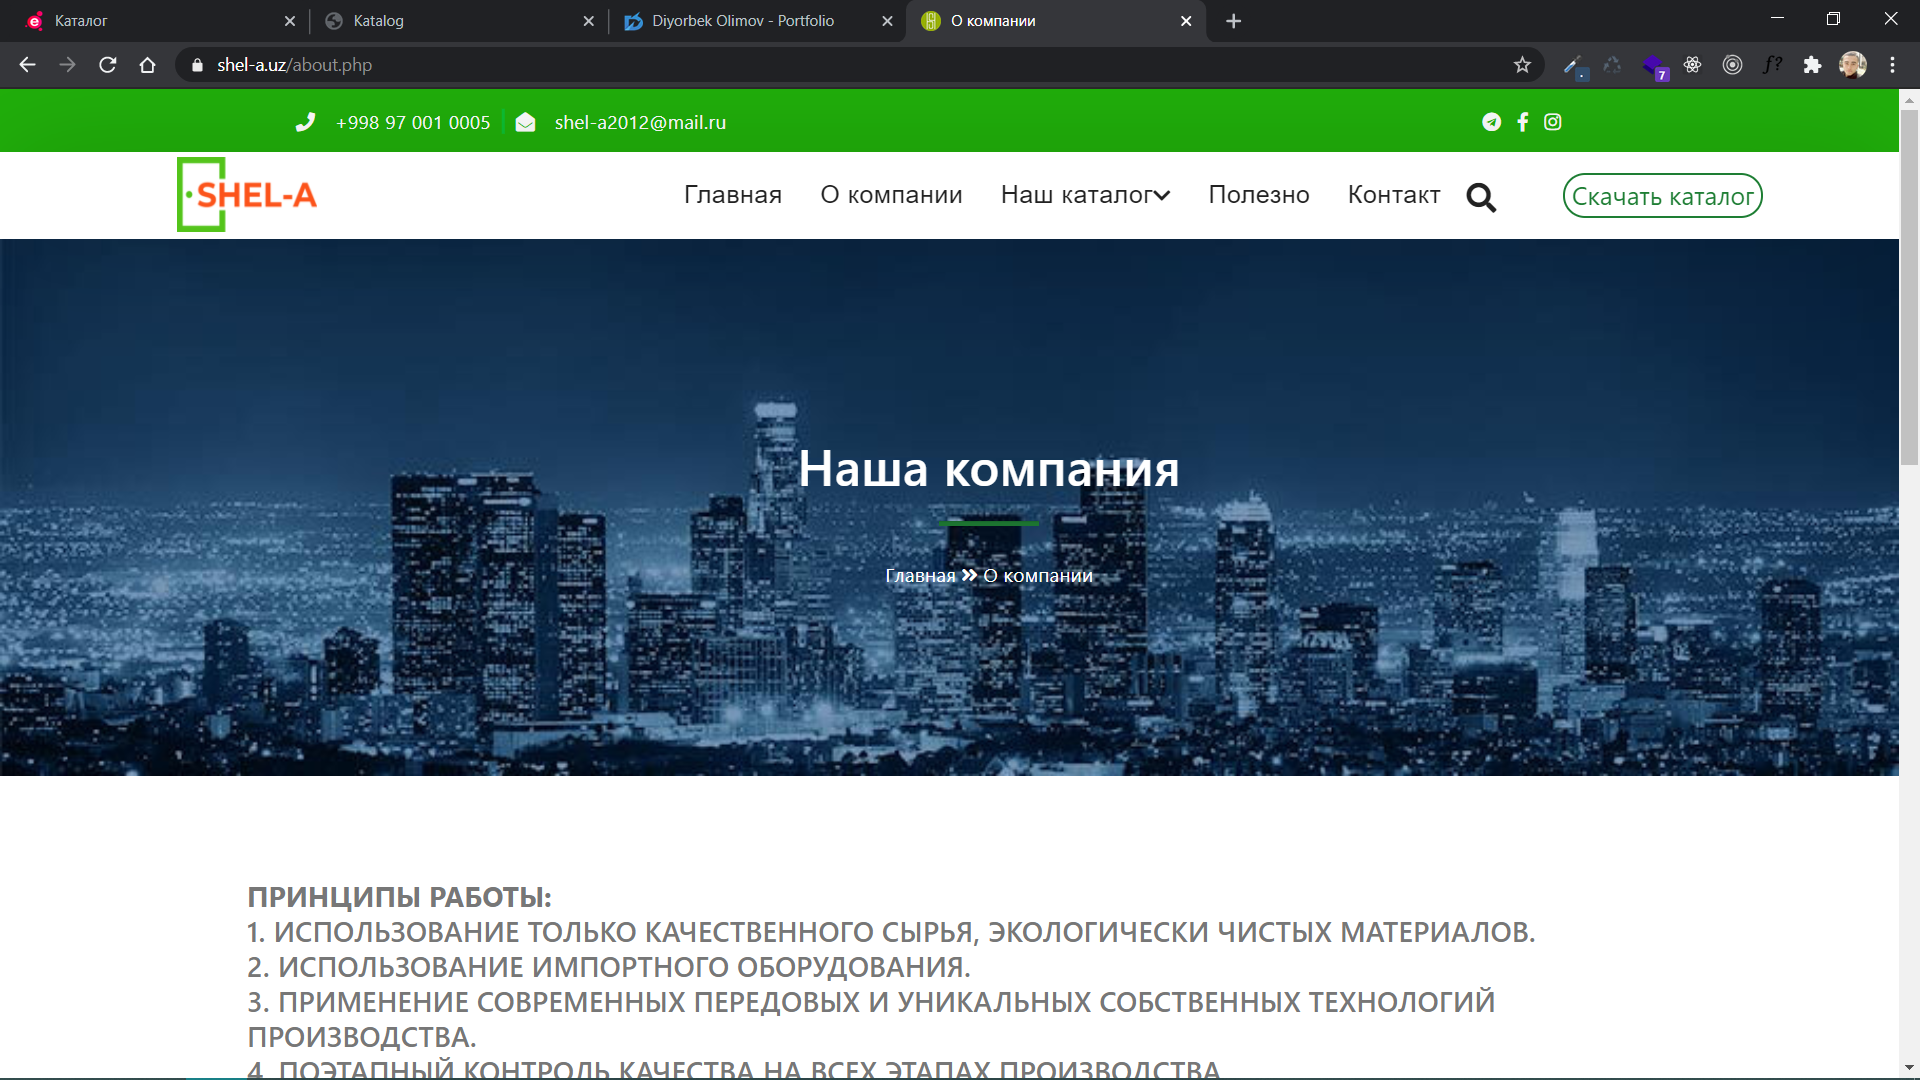 Каталог
Katalog
Diyorbek Olimov - Portfolio
О компании
shel-a.uz/about.php
7
f?
+998 97 001 0005
shel-a2012@mail.ru
SHEL-A
Главная
О компании
Наш каталог
Полезно
Контакт
Скачать каталог
Наша компания
Главная » О компании
ПРИНЦИПЫ РАБОТЫ:
1. ИСПОЛЬЗОВАНИЕ ТОЛЬКО КАЧЕСТВЕННОГО СЫРЬЯ, ЭКОЛОГИЧЕСКИ ЧИСТЫХ МАТЕРИАЛОВ.
2. ИСПОЛЬЗОВАНИЕ ИМПОРТНОГО ОБОРУДОВАНИЯ.
3. ПРИМЕНЕНИЕ СОВРЕМЕННЫХ ПЕРЕДОВЫХ И УНИКАЛЬНЫХ СОБСТВЕННЫХ ТЕХНОЛОГИЙ
ПРОИЗВОДСТВА.
4. ПОЭТАПНЫЙ КОНТРОЛЬ КАЧЕСТВА НА ВСЕХ ЭТАПАХ ПРОИЗВОДСТВА